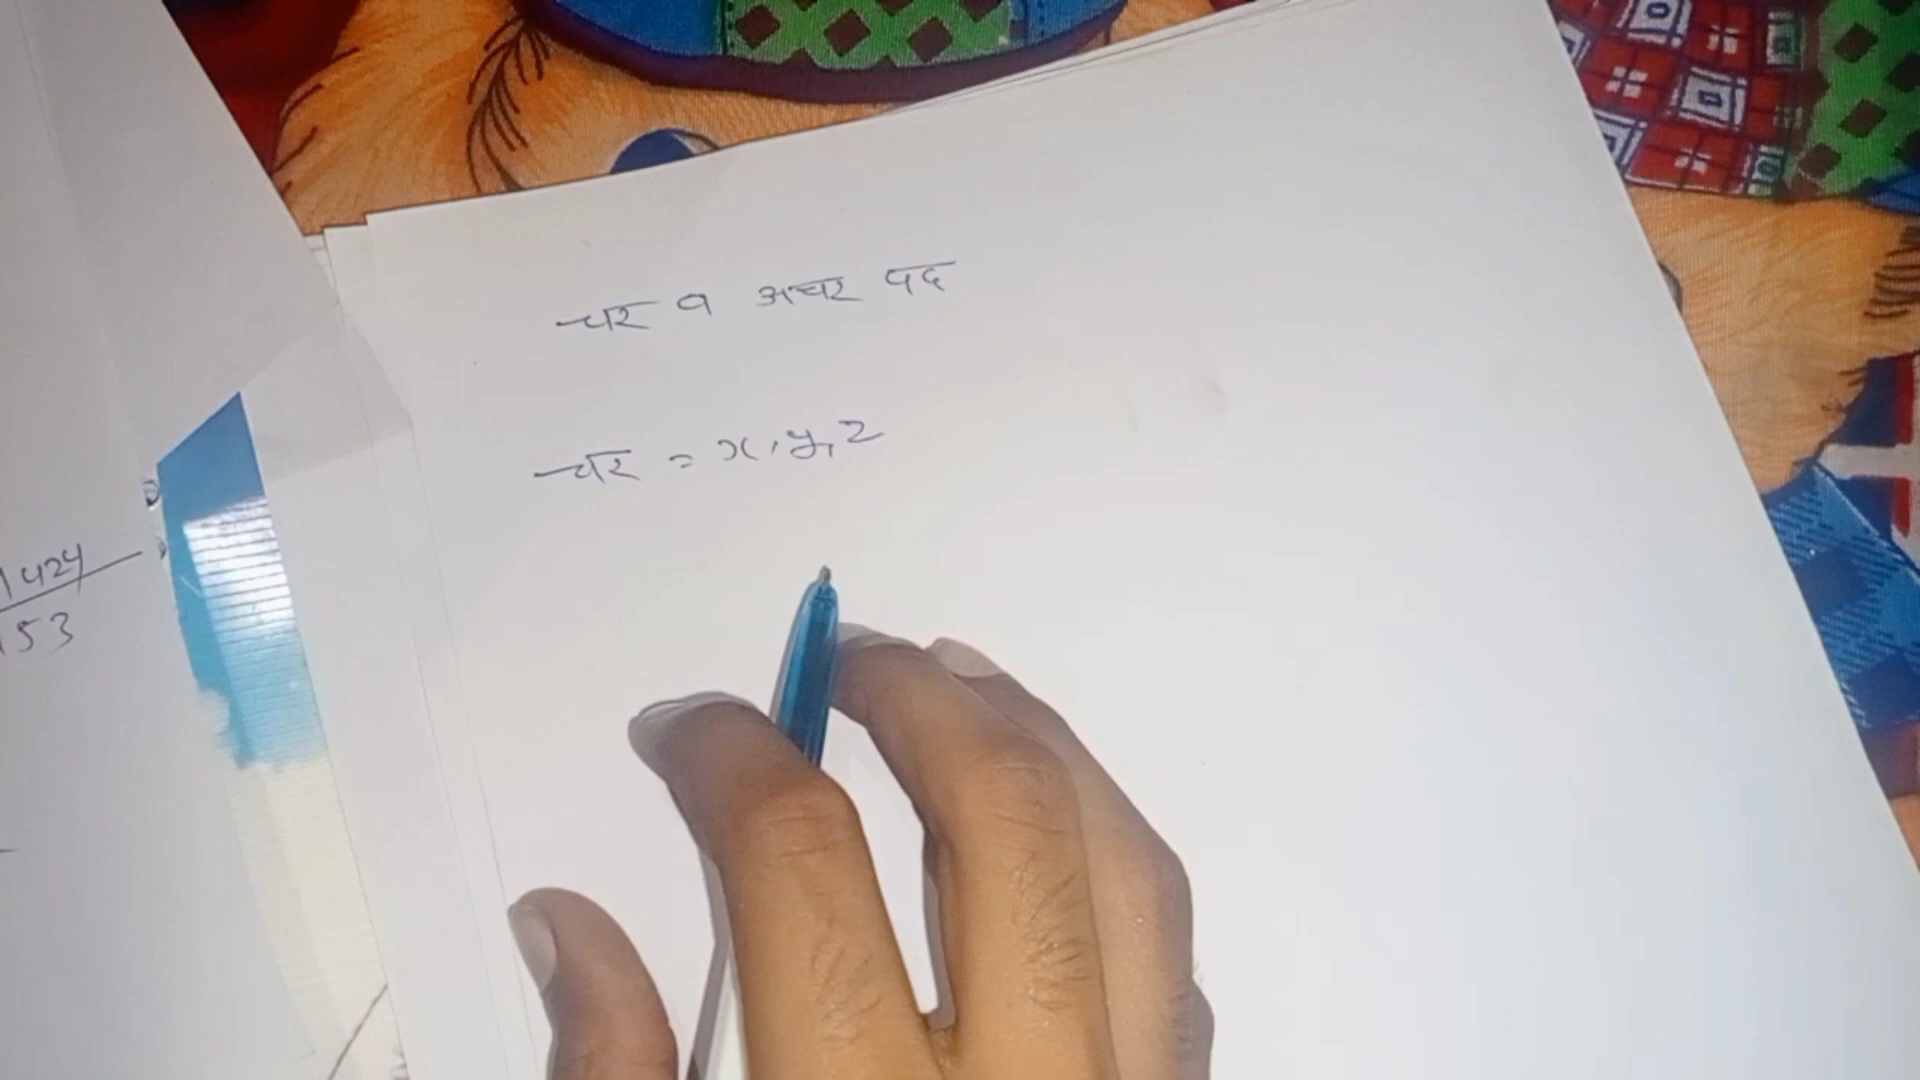 चर व अचर पद
चर = x, y, z
1424
153